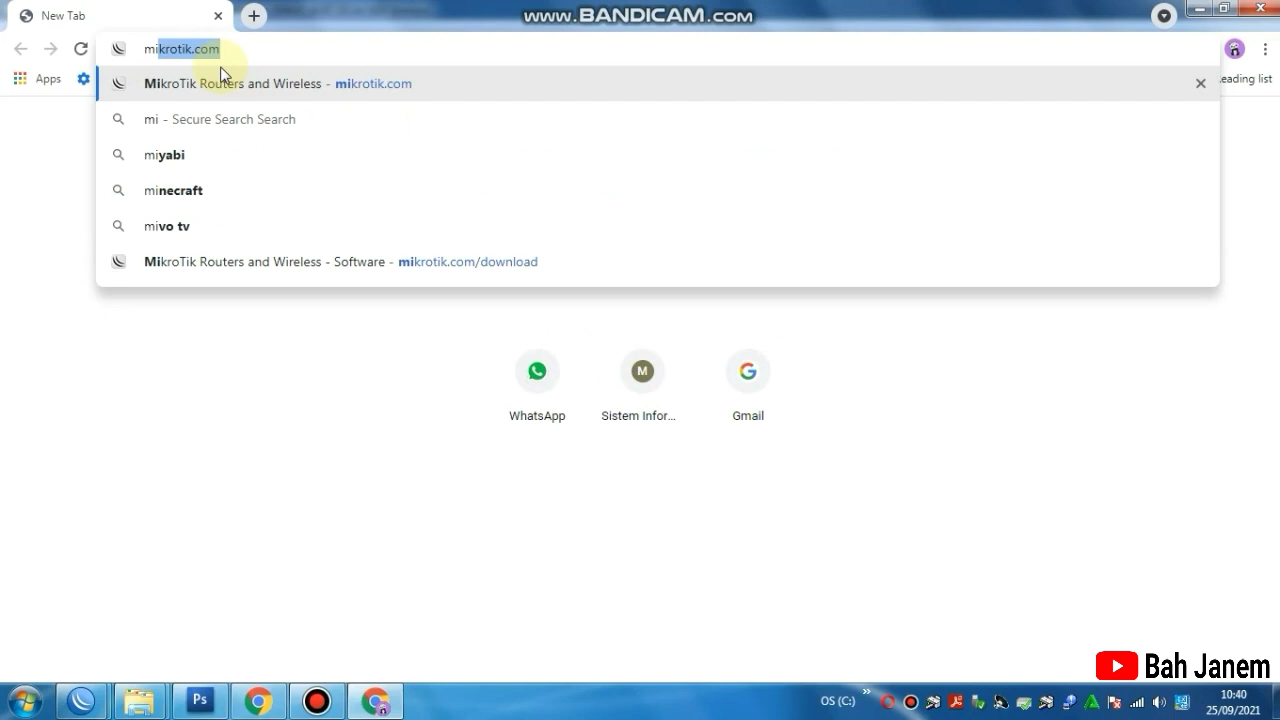 New Tab
WWW.BANDICAM.COM
mikrotik.com
Apps
eading list
MikroTik Routers and Wireless - mikrotik.com
mi - Secure Search Search
miyabi
minecraft
mivo tv
MikroTik Routers and Wireless - Software - mikrotik.com/download
M
WhatsApp
Sistem Infor...
Gmail
Bah Janem
Ps
OS (C:)
10:40
25/09/2021